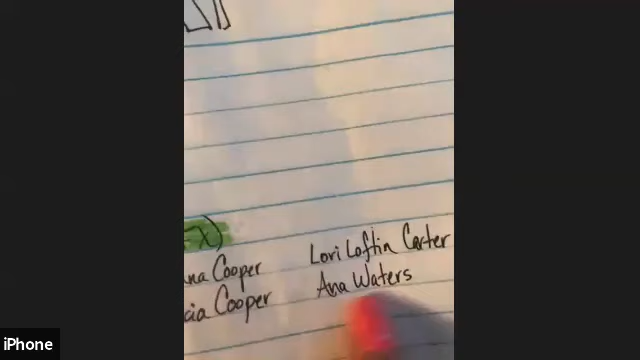 X)
na Cooper
Lori Loftin Carter
cia Cooper
Ana Waters
iPhone